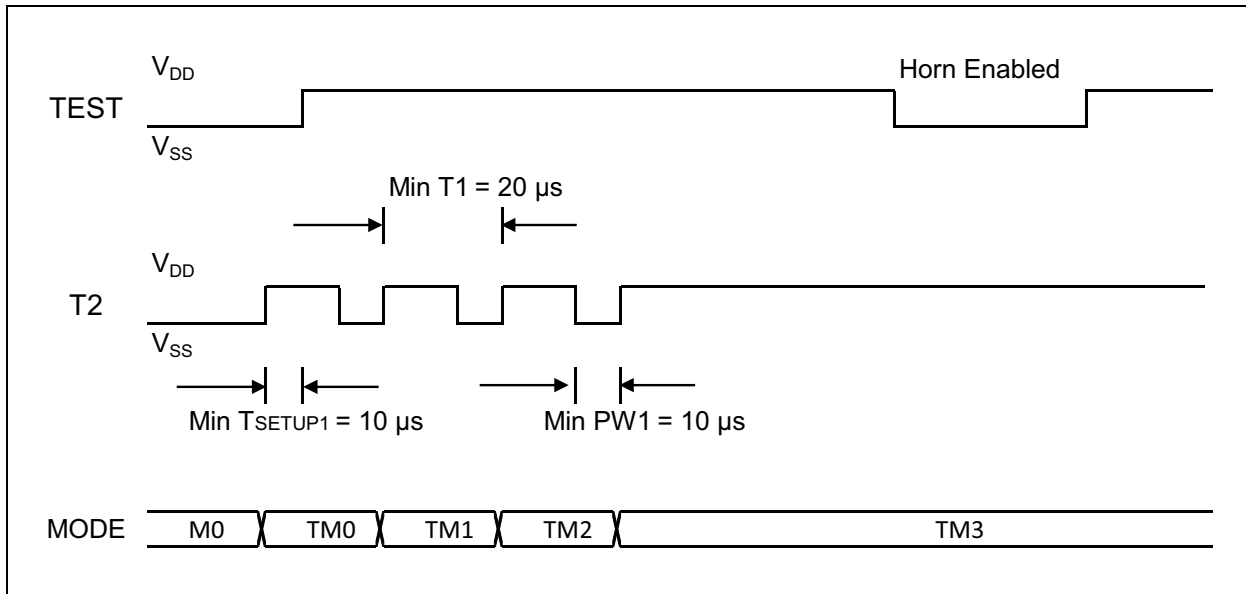 VDD
Horn Enabled
TEST
VSS
Min T1 = 20 µs
VDD
T2
VSS
Min TSETUP1 = 10 µs
Min PW1 = 10 µs
MODE
M0
TM0
TM1
TM2
TM3